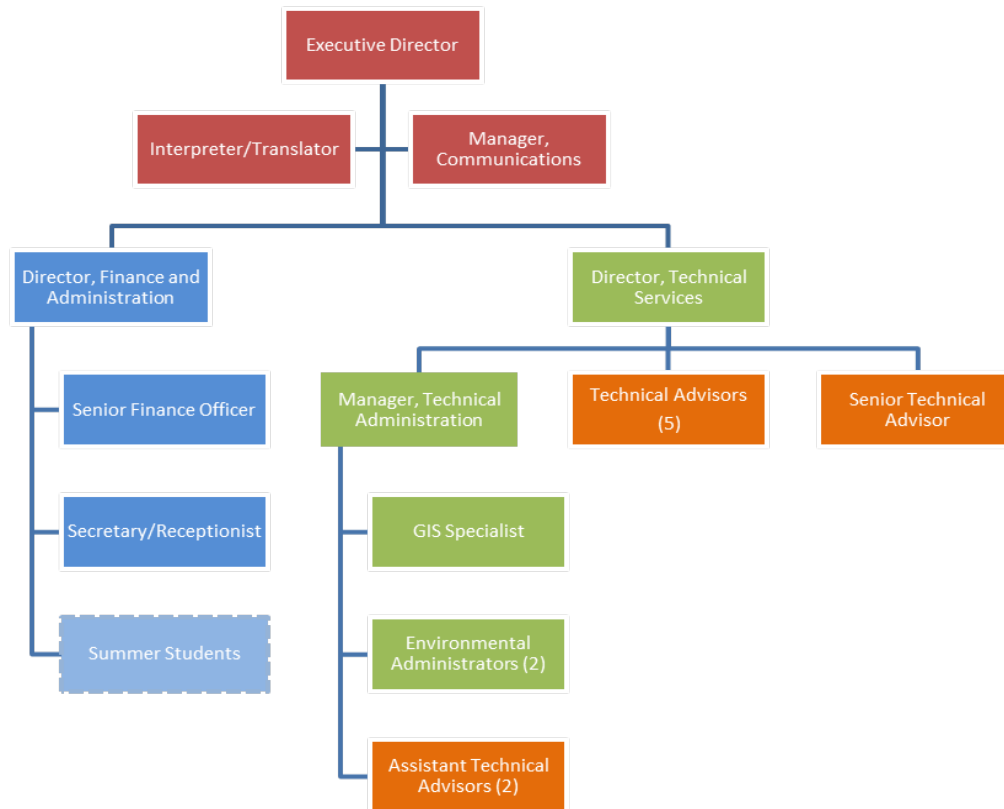 Executive Director
Interpreter/Translator
Manager,
Communications
Director, Finance and
Administration
Director, Technical
Services
Senior Finance Officer
Manager, Technical
Administration
Technical Advisors
(5)
Senior Technical
Advisor
Secretary/Receptionist
GIS Specialist
Summer Students
Environmental
Administrators (2)
Assistant Technical
Advisors (2)